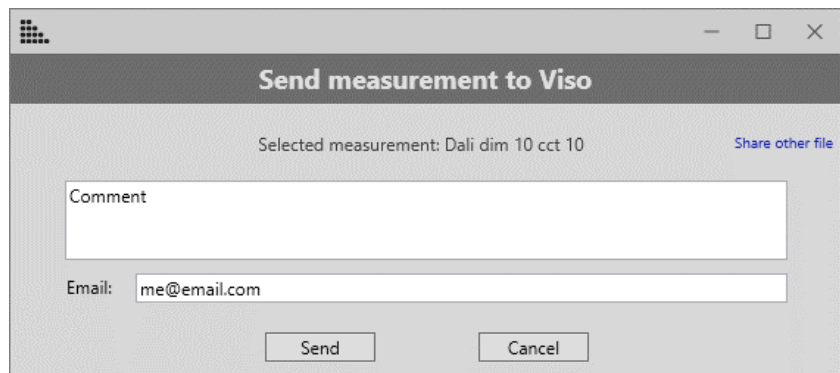 Send measurement to Viso
Selected measurement: Dali dim 10 cct 10
Share other file
Comment
Email:
me@email.com
Send
Cancel